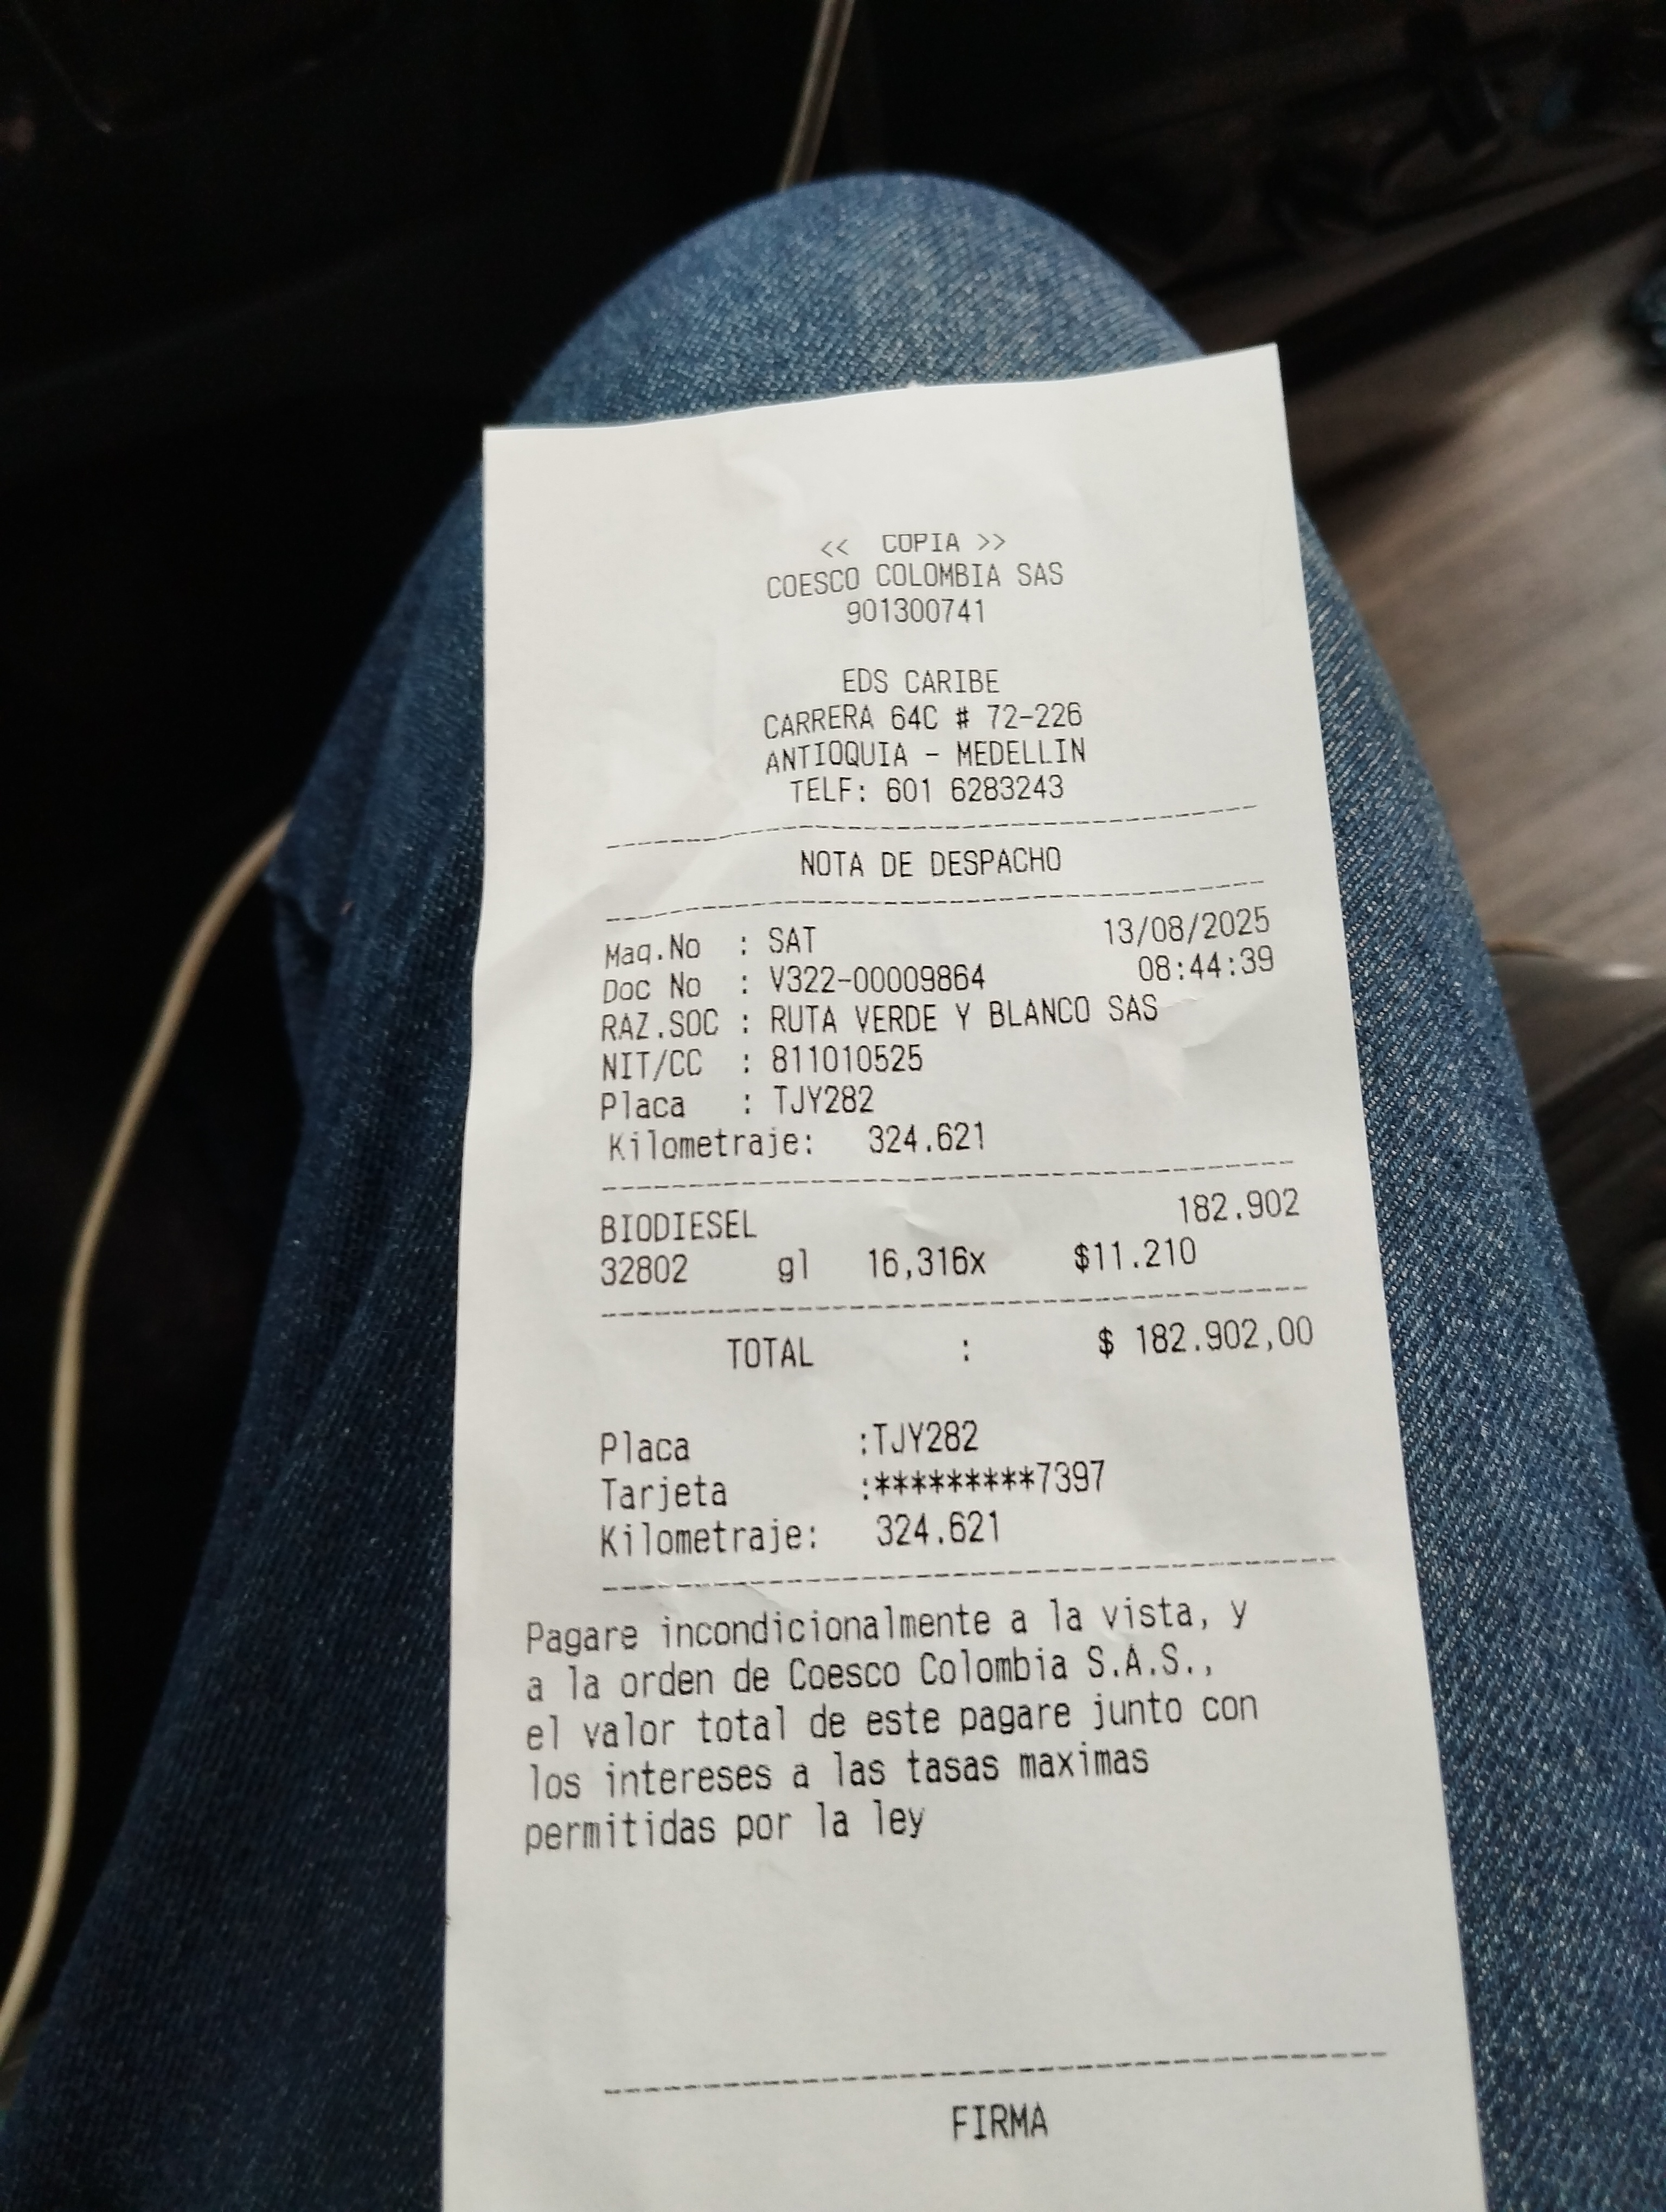 << COPIA >>
COESCO COLOMBIA SAS
901300741
EDS CARIBE
CARRERA 64C # 72-226
ANTIOQUIA - MEDELLIN
TELF: 601 6283243
NOTA DE DESPACHO
Maq.No : SAT 13/08/2025
Doc No : V322-00009864 08:44:39
RAZ.SOC : RUTA VERDE Y BLANCO SAS
NIT/CC : 811010525
Placa : TJY282
Kilometraje: 324.621
BIODIESEL 182.902
32802 gl 16,316x $11.210
TOTAL : $ 182.902,00
Placa :TJY282
Tarjeta :*********7397
Kilometraje: 324.621
Pagare incondicionalmente a la vista, y
a la orden de Coesco Colombia S.A.S.,
el valor total de este pagare junto con
los intereses a las tasas maximas
permitidas por la ley
FIRMA